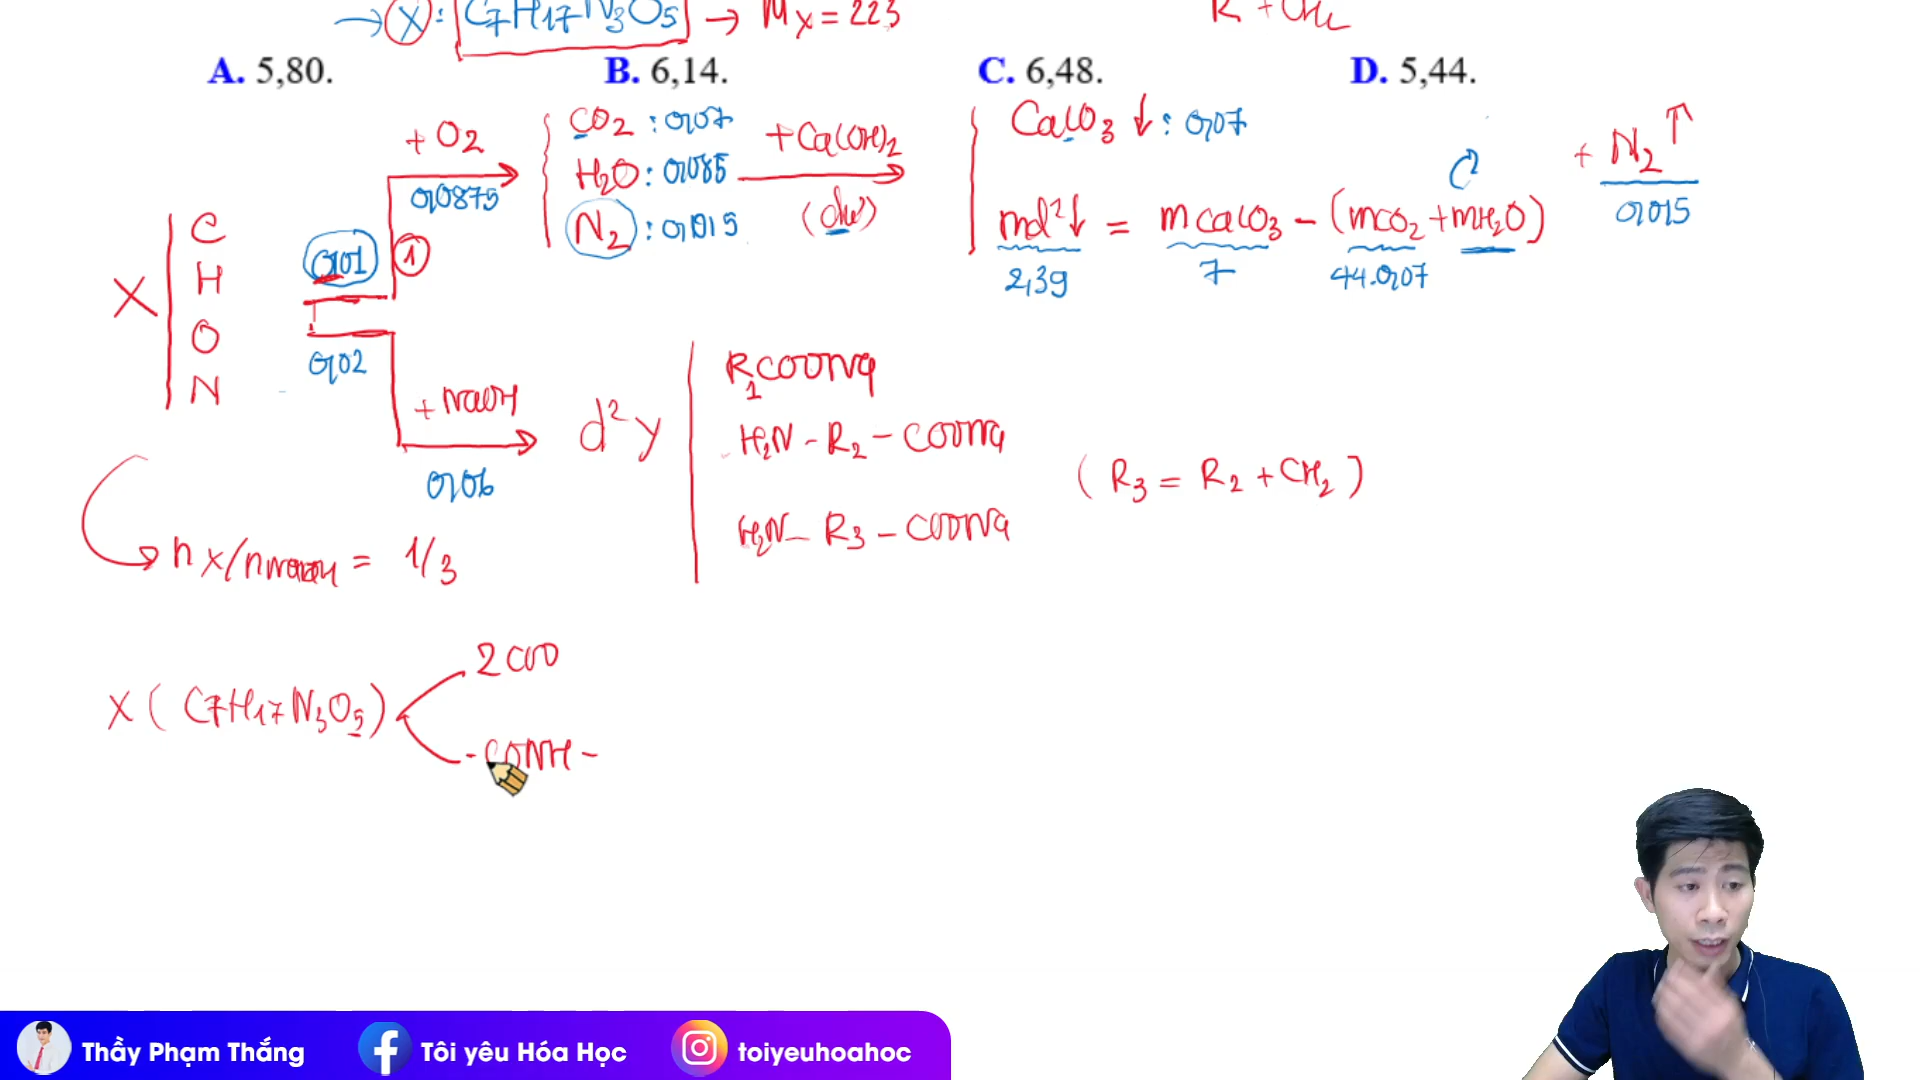 → X : C7H17N3O5 → Mx = 223
R + CH2
A. 5,80. B. 6,14. C. 6,48. D. 5,44.
+ O2
0,0875
CO2 : 0,07
H2O : 0,085
N2 : 0,015
+ Ca(OH)2
(dư)
CaCO3 ↓ : 0,07
md² ↓ = mCaCO3 − (mCO2 + mH2O)
2,39 7 44.0,07
+ N2 ↑
0,015
X
C
H
O
N
0,01
1
0,02
+ NaOH
0,06
d² y
R1COONa
H2N - R2 - COONa
H2N - R3 - COONa
( R3 = R2 + CH2 )
nX/nNaOH = 1/3
X ( C7H17N3O5 )
2 COO
- CONH -
Thầy Phạm Thắng
Tôi yêu Hóa Học
toiyeuhoahoc